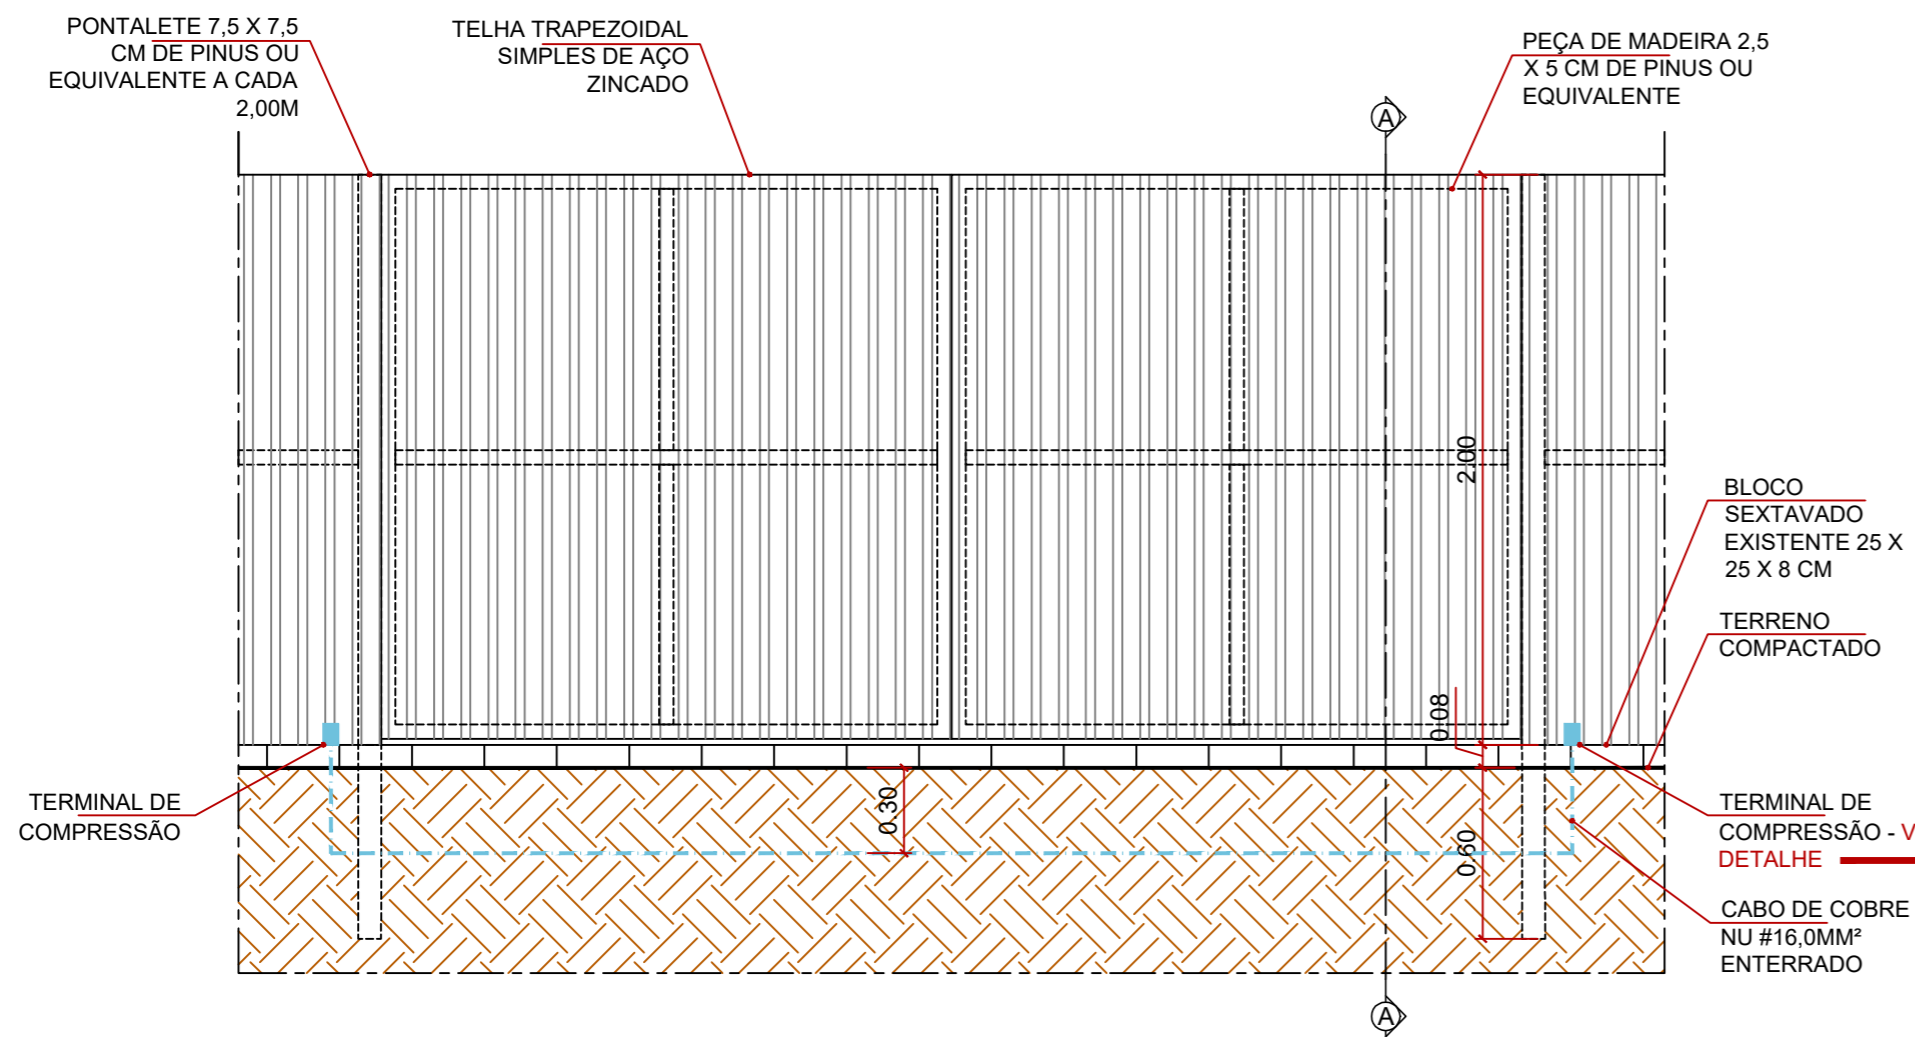 PONTALETE 7,5 X 7,5
CM DE PINUS OU
EQUIVALENTE A CADA
2,00M
TELHA TRAPEZOIDAL
SIMPLES DE AÇO
ZINCADO
PEÇA DE MADEIRA 2,5
X 5 CM DE PINUS OU
EQUIVALENTE
A
2.00
BLOCO
SEXTAVADO
EXISTENTE 25 X
25 X 8 CM
TERRENO
COMPACTADO
0.08
0.30
0.60
TERMINAL DE
COMPRESSÃO
TERMINAL DE
COMPRESSÃO - V
DETALHE
CABO DE COBRE
NU #16,0MM²
ENTERRADO
A